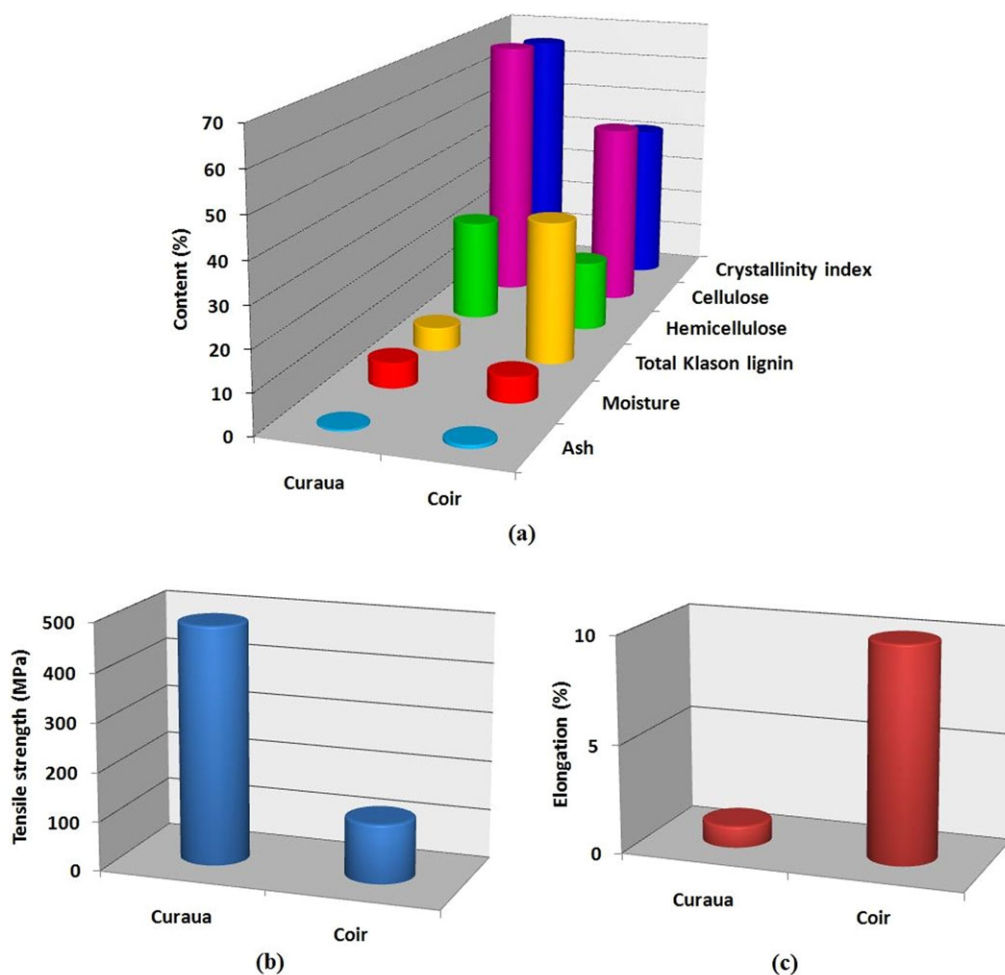 70
60
50
40
30
20
10
0
Content (%)
Crystallinity index
Cellulose
Hemicellulose
Total Klason lignin
Moisture
Ash
Curaua
Coir
(a)
500
400
300
200
100
0
Tensile strength (MPa)
Curaua
Coir
(b)
10
5
0
Elongation (%)
Curaua
Coir
(c)